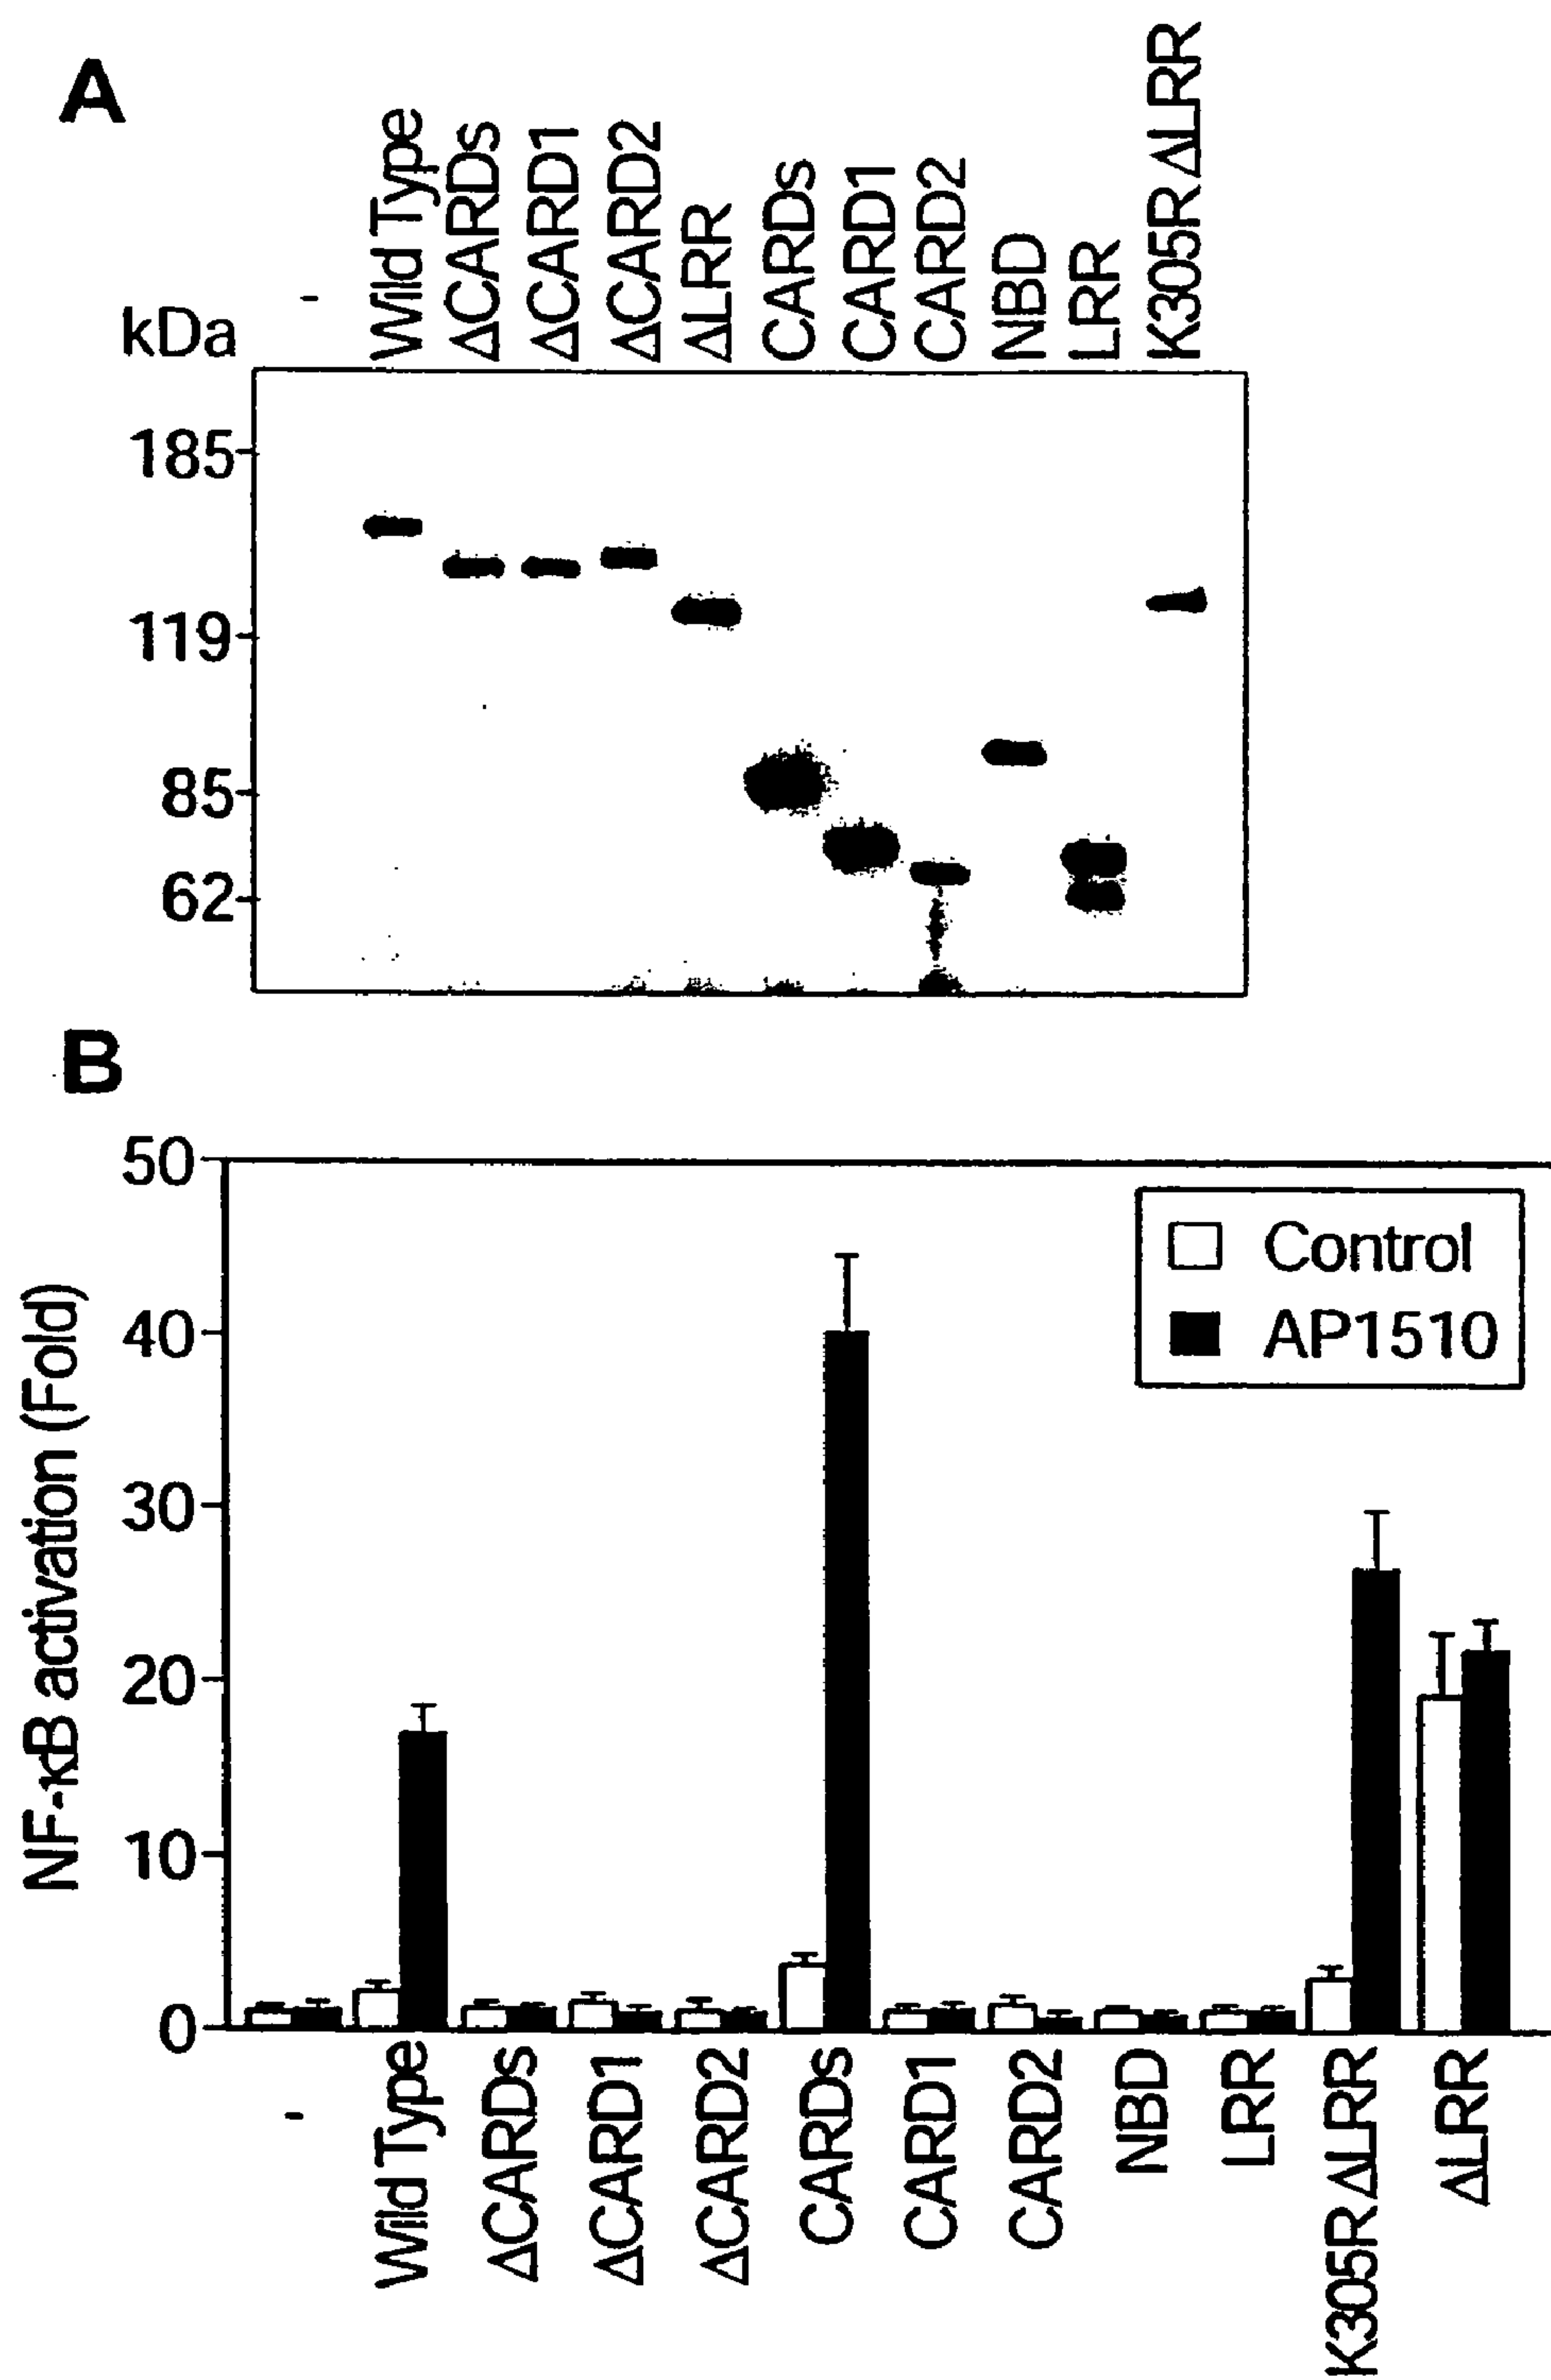 A
kDa
-
Wild Type
ΔCARDs
ΔCARD1
ΔCARD2
ΔLRR
CARDs
CARD1
CARD2
NBD
LRR
K305RΔLRR
185
119
85
62
B
NF-κB activation (Fold)
50
40
30
20
10
0
Control
AP1510
-
Wild Type
ΔCARDs
ΔCARD1
ΔCARD2
CARDs
CARD1
CARD2
NBD
LRR
K305RΔLRR
ΔLRR